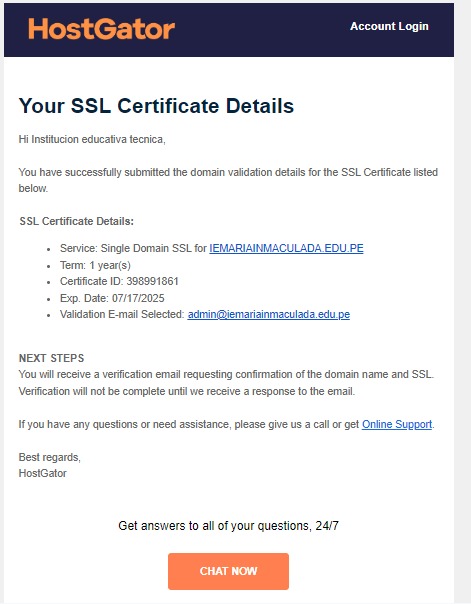 HostGator
Account Login
Your SSL Certificate Details
Hi Institucion educativa tecnica,
You have successfully submitted the domain validation details for the SSL Certificate listed
below.
SSL Certificate Details:
• Service: Single Domain SSL for IEMARIAINMACULADA.EDU.PE
• Term: 1 year(s)
• Certificate ID: 398991861
• Exp. Date: 07/17/2025
• Validation E-mail Selected: admin@iemariainmaculada.edu.pe
NEXT STEPS
You will receive a verification email requesting confirmation of the domain name and SSL.
Verification will not be complete until we receive a response to the email.
If you have any questions or need assistance, please give us a call or get Online Support.
Best regards,
HostGator
Get answers to all of your questions, 24/7
CHAT NOW